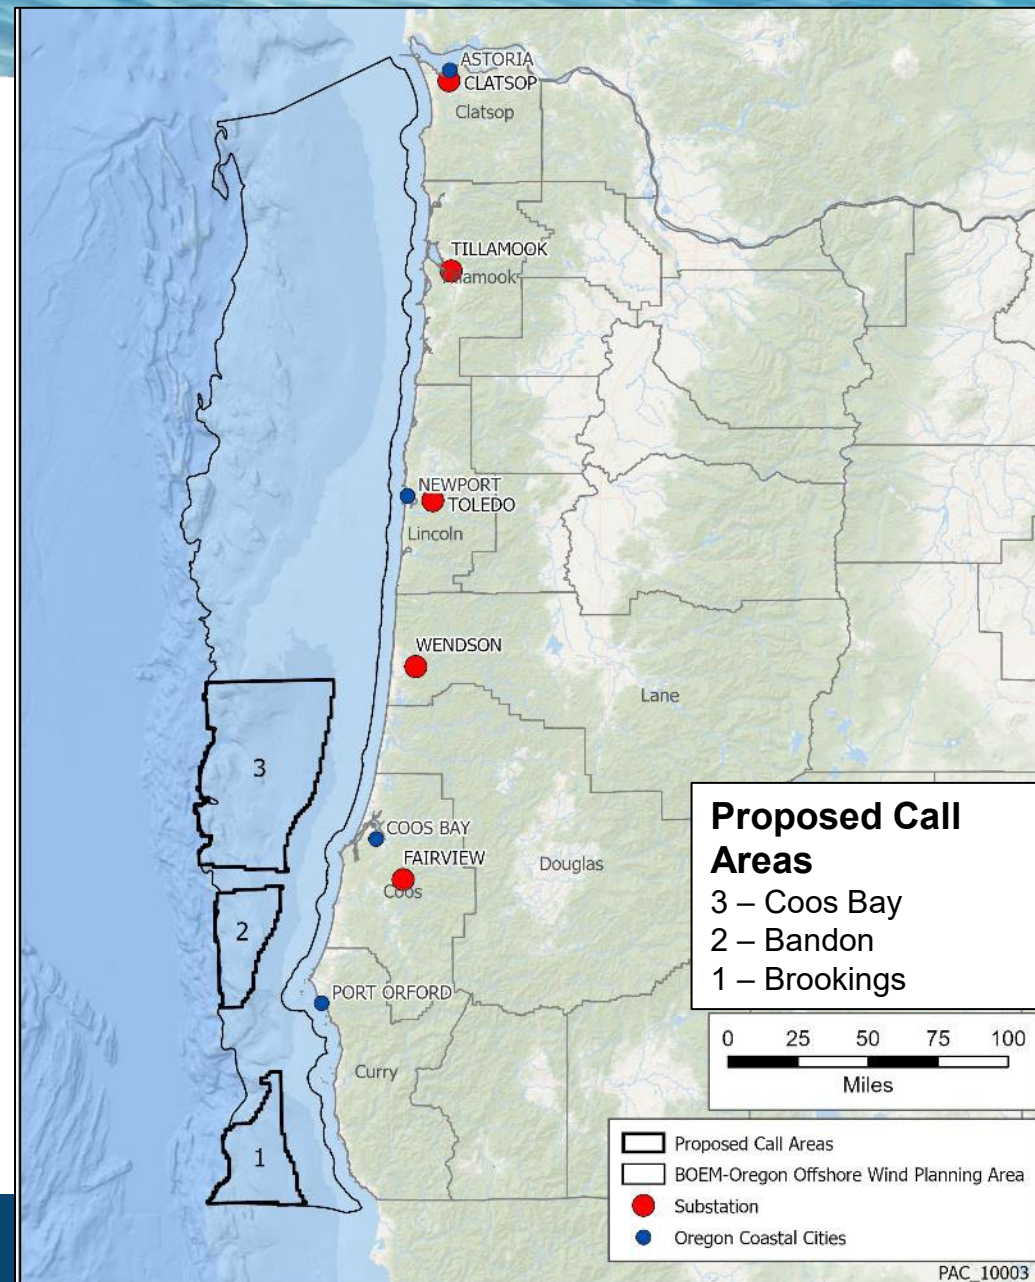 ASTORIA
CLATSOP
Clatsop
TILLAMOOK
NEWPORT
TOLEDO
Lincoln
WENDSON
Lane
3
COOS BAY
FAIRVIEW
Coos
Douglas
2
PORT ORFORD
Curry
1
Proposed Call
Areas
3 – Coos Bay
2 – Bandon
1 – Brookings
0 25 50 75 100
Miles
Proposed Call Areas
BOEM-Oregon Offshore Wind Planning Area
Substation
Oregon Coastal Cities
PAC_10003